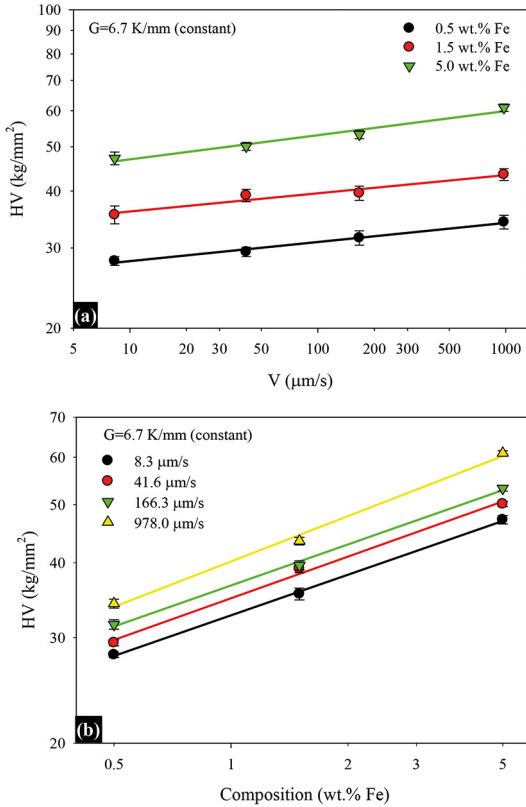 100
90
80
70
60
50
40
30
20
HV (kg/mm²)
G=6.7 K/mm (constant)
0.5 wt.% Fe
1.5 wt.% Fe
5.0 wt.% Fe
(a)
5 10 20 30 50 100 200 300 500 1000
V (μm/s)
70
60
50
40
30
20
HV (kg/mm²)
G=6.7 K/mm (constant)
8.3 μm/s
41.6 μm/s
166.3 μm/s
978.0 μm/s
(b)
0.5 1 2 3 5
Composition (wt.% Fe)